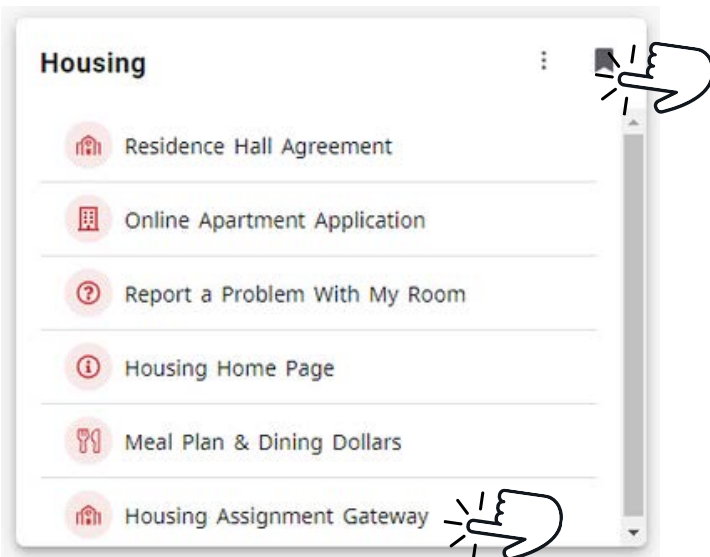 Housing
Residence Hall Agreement
Online Apartment Application
Report a Problem With My Room
Housing Home Page
Meal Plan & Dining Dollars
Housing Assignment Gateway